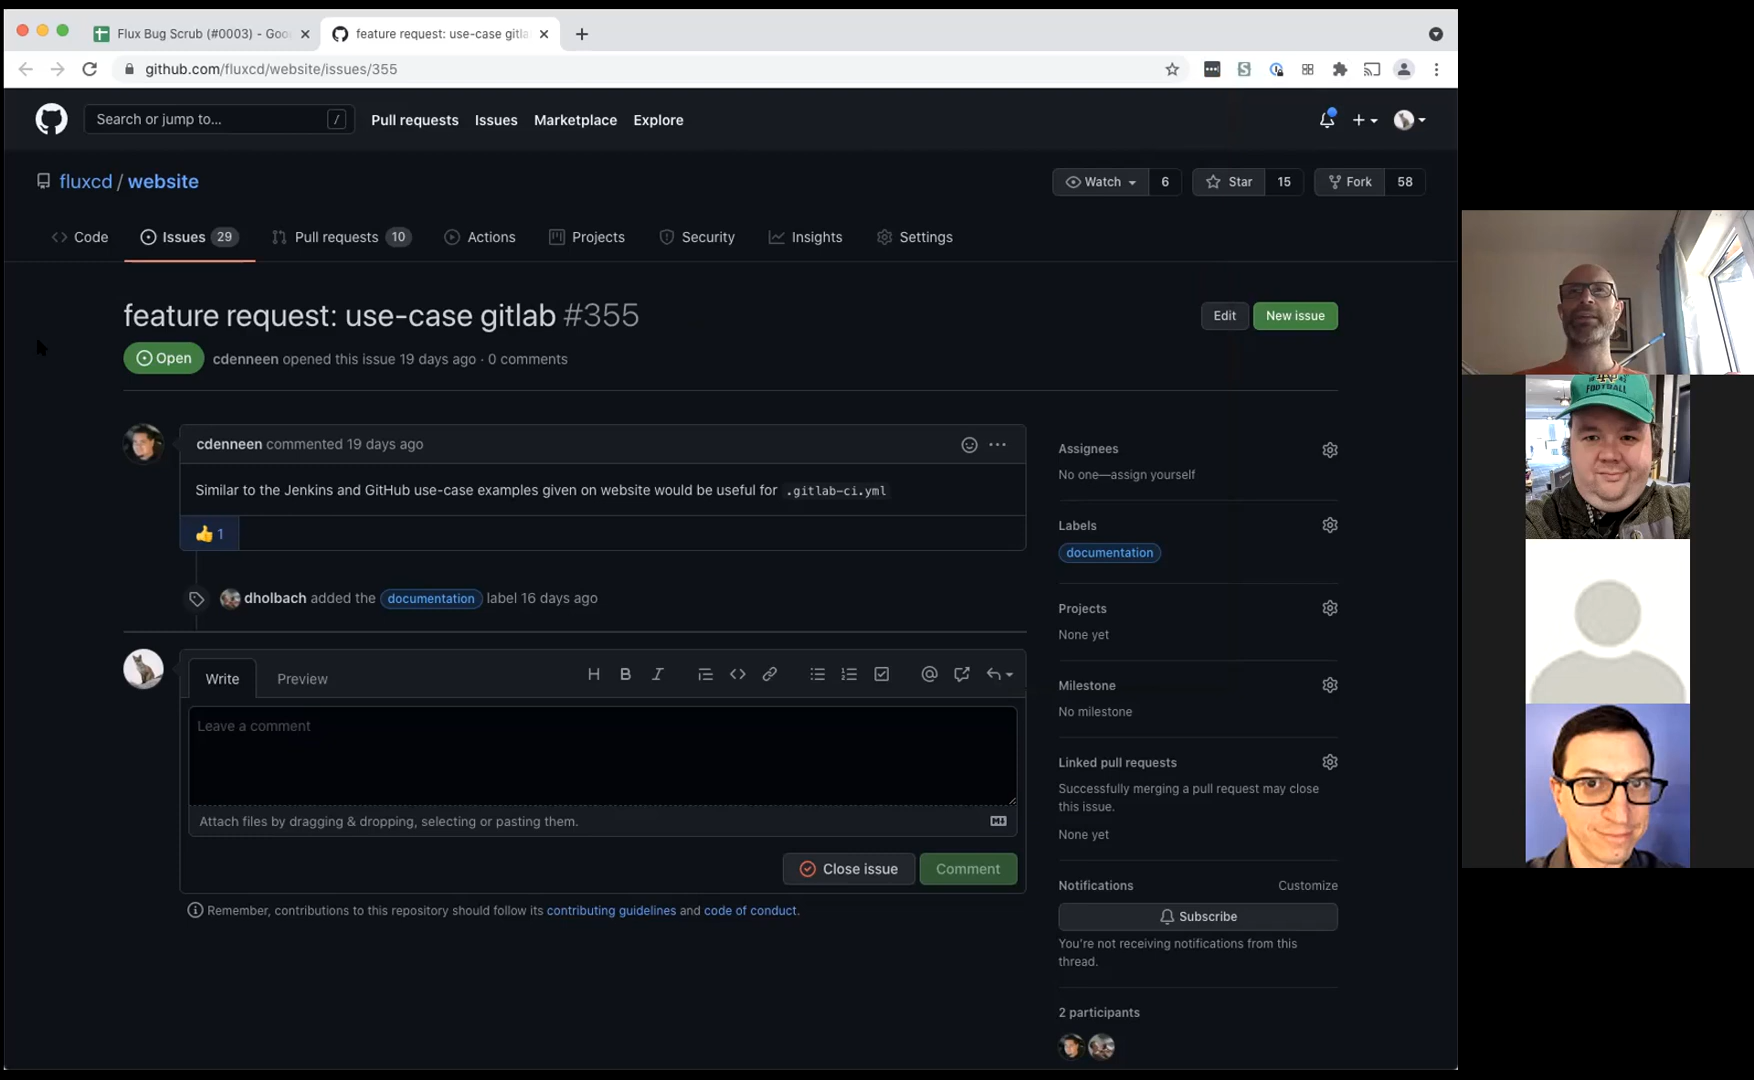 Flux Bug Scrub (#0003) - Goo
feature request: use-case gitla
github.com/fluxcd/website/issues/355
Search or jump to...
/
Pull requests
Issues
Marketplace
Explore
fluxcd / website
Watch 6
Star 15
Fork 58
Code
Issues 29
Pull requests 10
Actions
Projects
Security
Insights
Settings
feature request: use-case gitlab #355
Edit
New issue
Open
cdenneen opened this issue 19 days ago · 0 comments
cdenneen commented 19 days ago
Similar to the Jenkins and GitHub use-case examples given on website would be useful for .gitlab-ci.yml
👍 1
dholbach added the documentation label 16 days ago
Write
Preview
H B I
Leave a comment
Attach files by dragging & dropping, selecting or pasting them.
Close issue
Comment
Remember, contributions to this repository should follow its contributing guidelines and code of conduct.
Assignees
No one—assign yourself
Labels
documentation
Projects
None yet
Milestone
No milestone
Linked pull requests
Successfully merging a pull request may close
this issue.
None yet
Notifications
Customize
Subscribe
You're not receiving notifications from this
thread.
2 participants
FOOTBALL